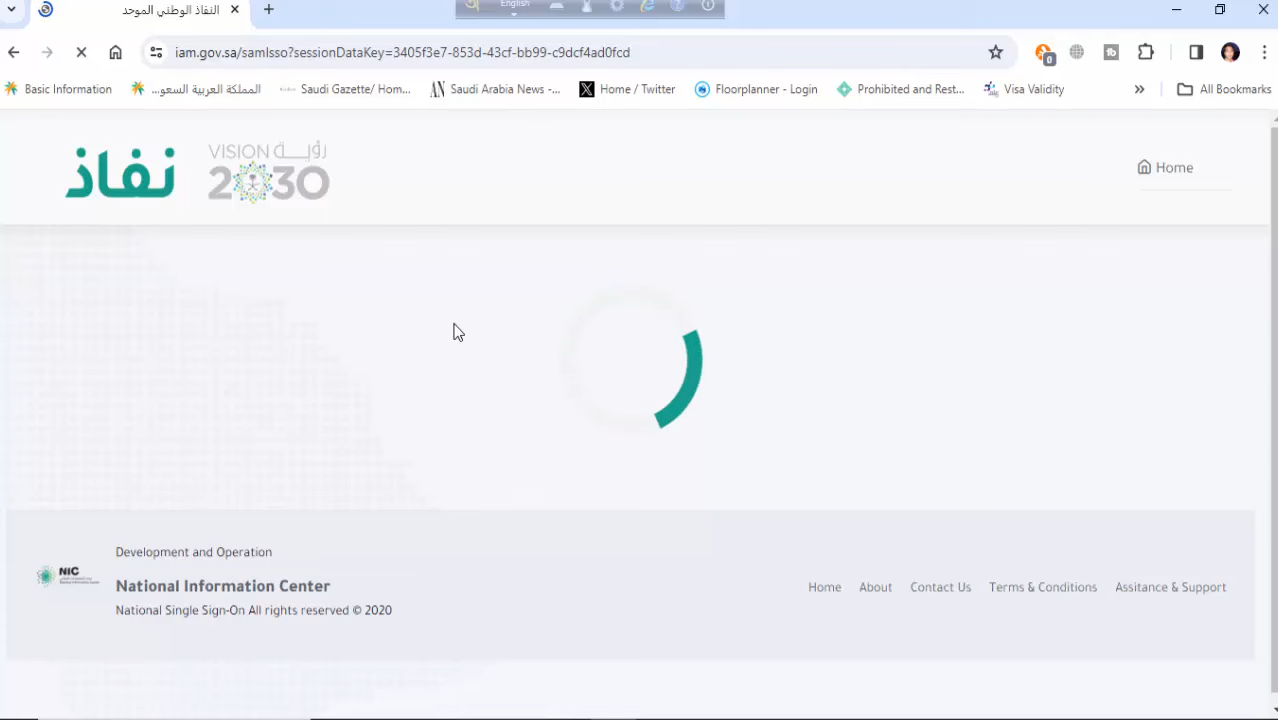 النفاذ الوطني الموحد
English
iam.gov.sa/samlsso?sessionDataKey=3405f3e7-853d-43cf-bb99-c9dcf4ad0fcd
0
Basic Information
المملكة العربية السعو...
Saudi Gazette/ Hom...
Saudi Arabia News -...
Home / Twitter
Floorplanner - Login
Prohibited and Rest...
Visa Validity
All Bookmarks
نفاذ
VISION رؤيــة
2030
Home
Development and Operation
NIC
National Information Center
National Single Sign-On All rights reserved © 2020
Home
About
Contact Us
Terms & Conditions
Assitance & Support